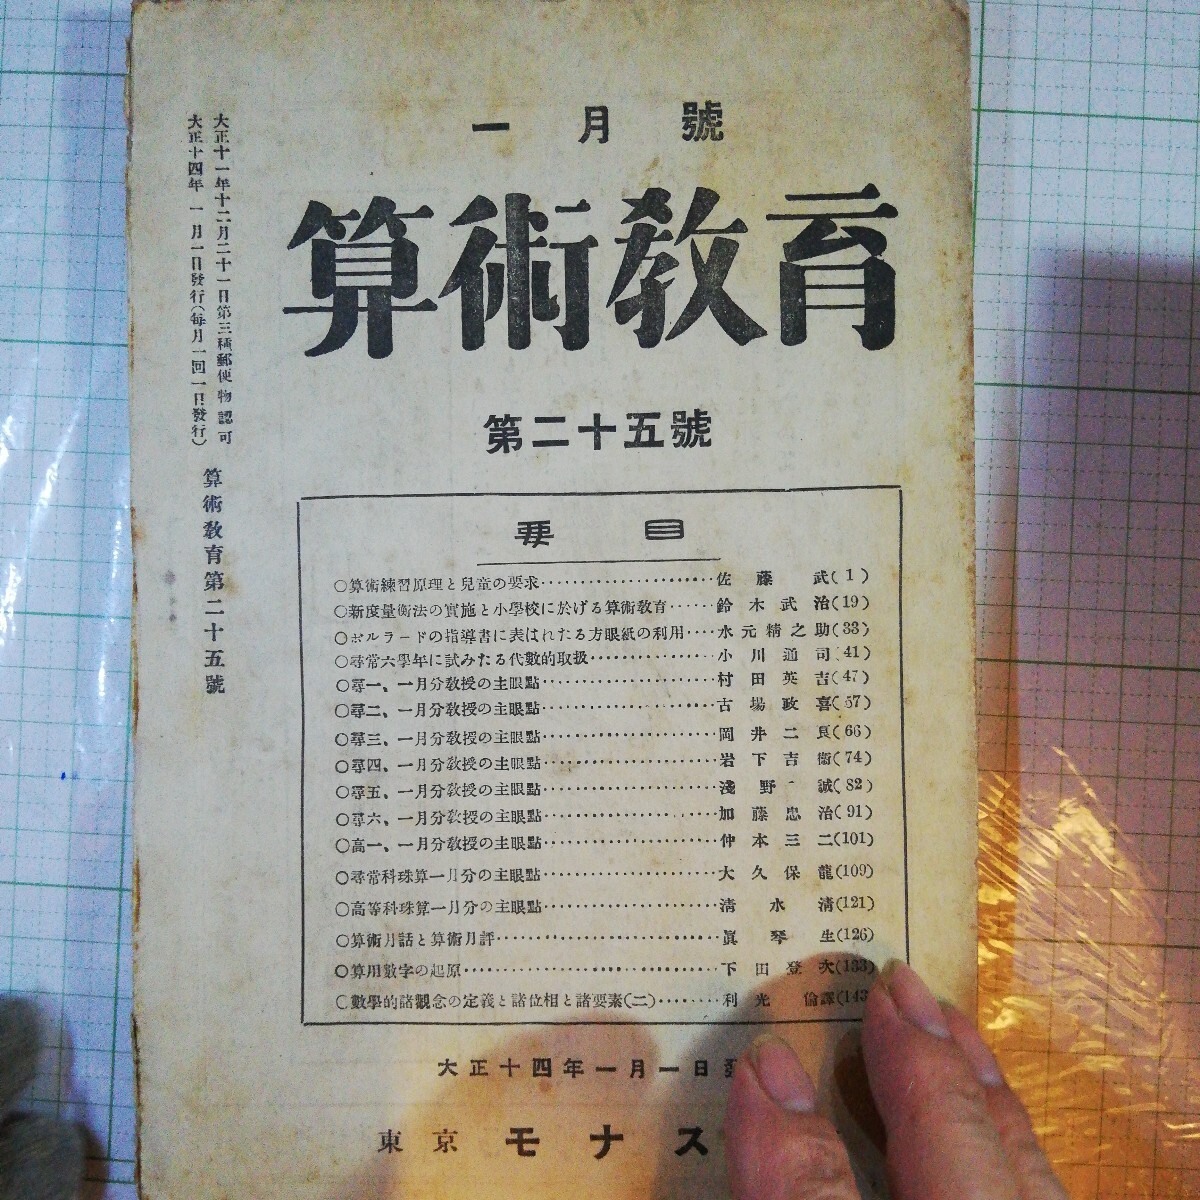 一月號
算術教育
第二十五號
要目
○算術練習原理と兒童の要求……佐藤武(1)
○新度量衡法の實施と小學校に於ける算術敎育……鈴木武治(19)
○ボルラードの指導書に表はれたる方眼紙の利用……水元精之助(33)
○尋常六學年に試みたる代數的取扱……小川通司(41)
○尋一、一月分敎授の主眼點……村田英吉(47)
○尋二、一月分敎授の主眼點……古場政喜(57)
○尋三、一月分敎授の主眼點……岡井二良(66)
○尋四、一月分敎授の主眼點……岩下吉衞(74)
○尋五、一月分敎授の主眼點……淺野誠(82)
○尋六、一月分敎授の主眼點……加藤忠治(91)
○高一、一月分敎授の主眼點……仲本三二(101)
○尋常科珠算一月分の主眼點……大久保龍(109)
○高等科珠算一月分の主眼點……淸水淸(121)
○算術月話と算術月評……眞琴生(126)
○算用數字の起原……下田登次(133)
○數學的諸觀念の定義と諸位相と諸要素(二)……利光倫譯(143
大正十四年一月一日發
東京 モナス
大正十一年十二月二十一日第三種郵便物認可
大正十四年一月一日發行(每月一回一日發行)
算術敎育第二十五號